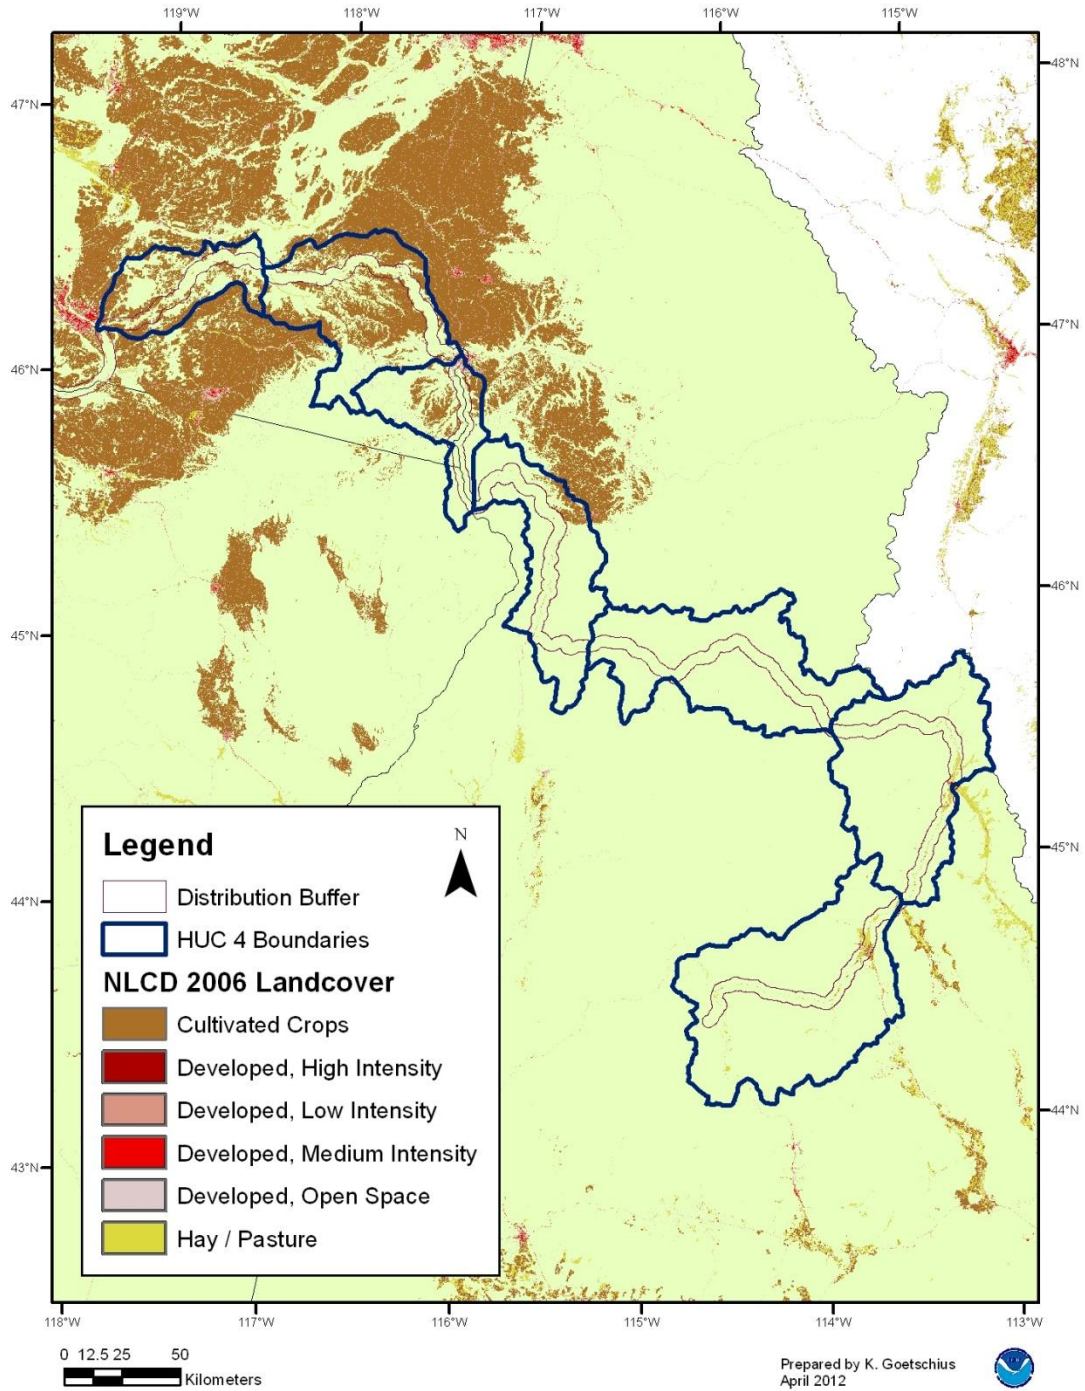 119°W 118°W 117°W 116°W 115°W
48°N
47°N
47°N
46°N
46°N
45°N
45°N
44°N
44°N
43°N
Legend
N
Distribution Buffer
HUC 4 Boundaries
NLCD 2006 Landcover
Cultivated Crops
Developed, High Intensity
Developed, Low Intensity
Developed, Medium Intensity
Developed, Open Space
Hay / Pasture
118°W 117°W 116°W 115°W 114°W 113°W
0 12.5 25 50
Kilometers
Prepared by K. Goetschius
April 2012